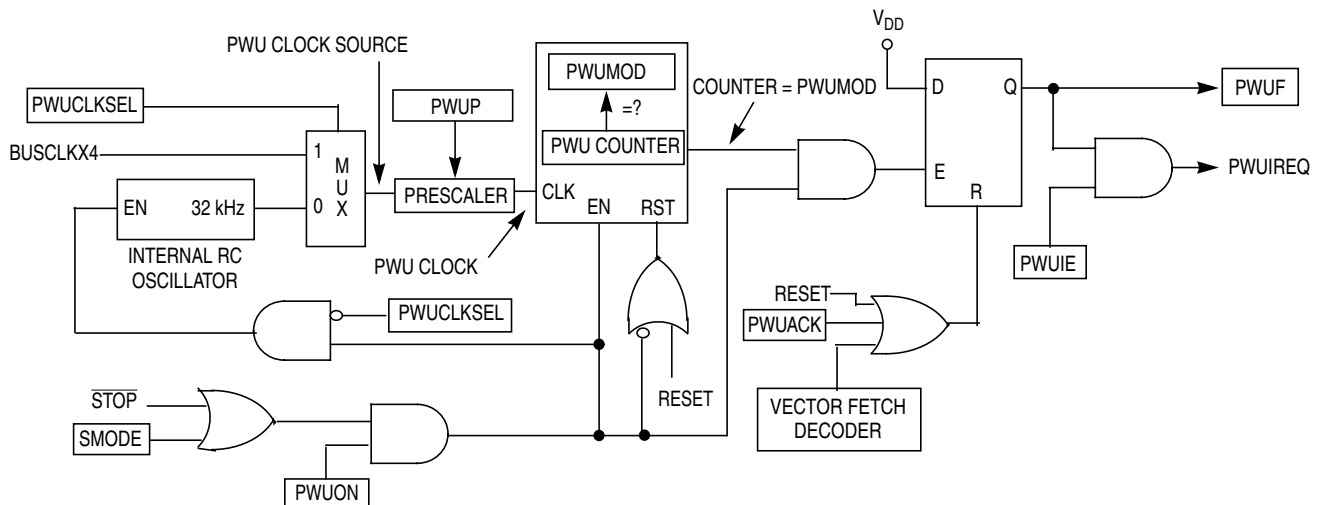 V_DD
PWU CLOCK SOURCE
PWUMOD
=?
PWU COUNTER
CLK
EN
RST
COUNTER = PWUMOD
D
Q
E
R
PWUF
PWUIREQ
PWUIE
PWUCLKSEL
BUSCLKX4
1
0
M
U
X
PWUP
PRESCALER
EN
32 kHz
INTERNAL RC
OSCILLATOR
PWU CLOCK
PWUCLKSEL
RESET
PWUACK
VECTOR FETCH
DECODER
RESET
S̅T̅O̅P̅
SMODE
PWUON